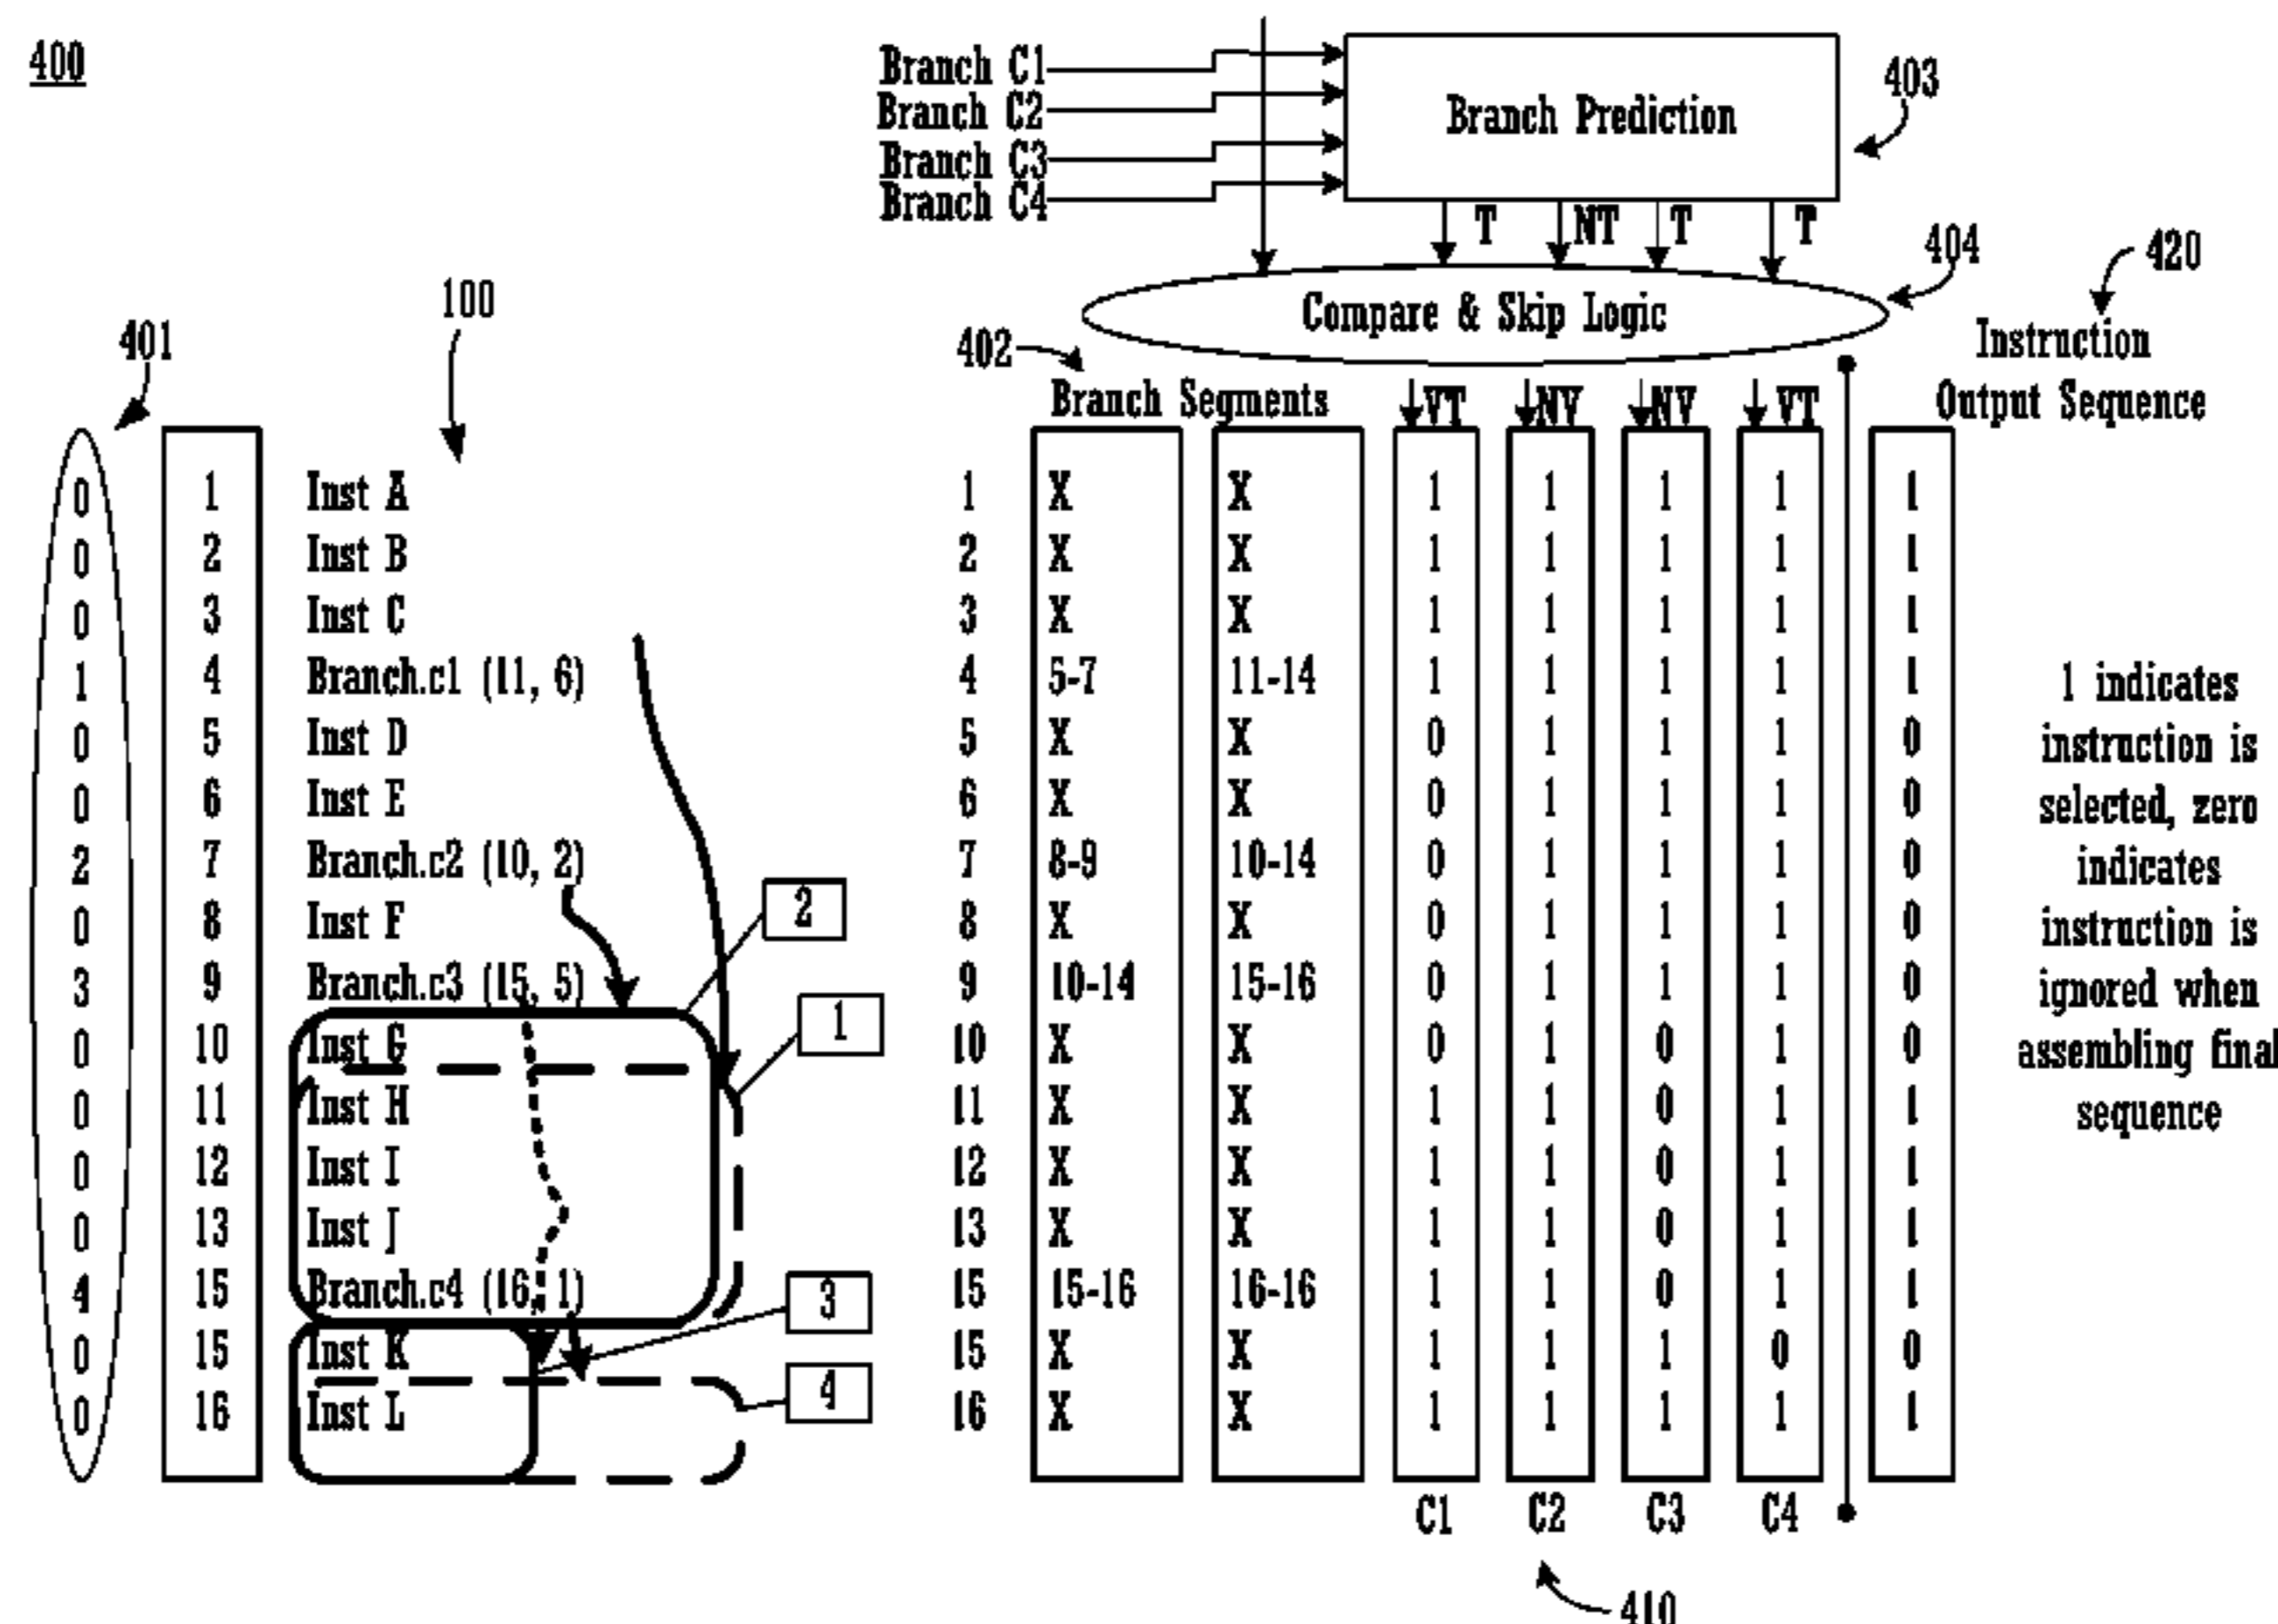 400
Branch C1
Branch C2
Branch C3
Branch C4
Branch Prediction
403
T NT T T
404
420
Compare & Skip Logic
Instruction
Output Sequence
401
100
402
Branch Segments
VT NV NV VT
0 1 Inst A 1 X X 1 1 1 1 1
0 2 Inst B 2 X X 1 1 1 1 1
0 3 Inst C 3 X X 1 1 1 1 1
1 4 Branch.c1 (11, 6) 4 5-7 11-14 1 1 1 1 1
0 5 Inst D 5 X X 0 1 1 1 0
0 6 Inst E 6 X X 0 1 1 1 0
2 7 Branch.c2 (10, 2) 7 8-9 10-14 0 1 1 1 0
0 8 Inst F 8 X X 0 1 1 1 0
3 9 Branch.c3 (15, 5) 9 10-14 15-16 0 1 1 1 0
0 10 Inst G 10 X X 0 1 0 1 0
0 11 Inst H 11 X X 1 1 0 1 1
0 12 Inst I 12 X X 1 1 0 1 1
0 13 Inst J 13 X X 1 1 0 1 1
4 15 Branch.c4 (16, 1) 15 15-16 16-16 1 1 0 1 1
0 15 Inst K 15 X X 1 1 1 0 0
0 16 Inst L 16 X X 1 1 1 1 1
2
1
3
4
1 indicates
instruction is
selected, zero
indicates
instruction is
ignored when
assembling final
sequence
C1 C2 C3 C4
410